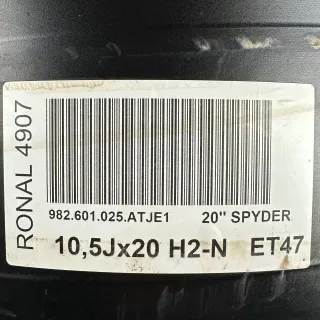 RONAL 4907
982.601.025.ATJE1 20" SPYDER
10,5Jx20 H2-N ET47